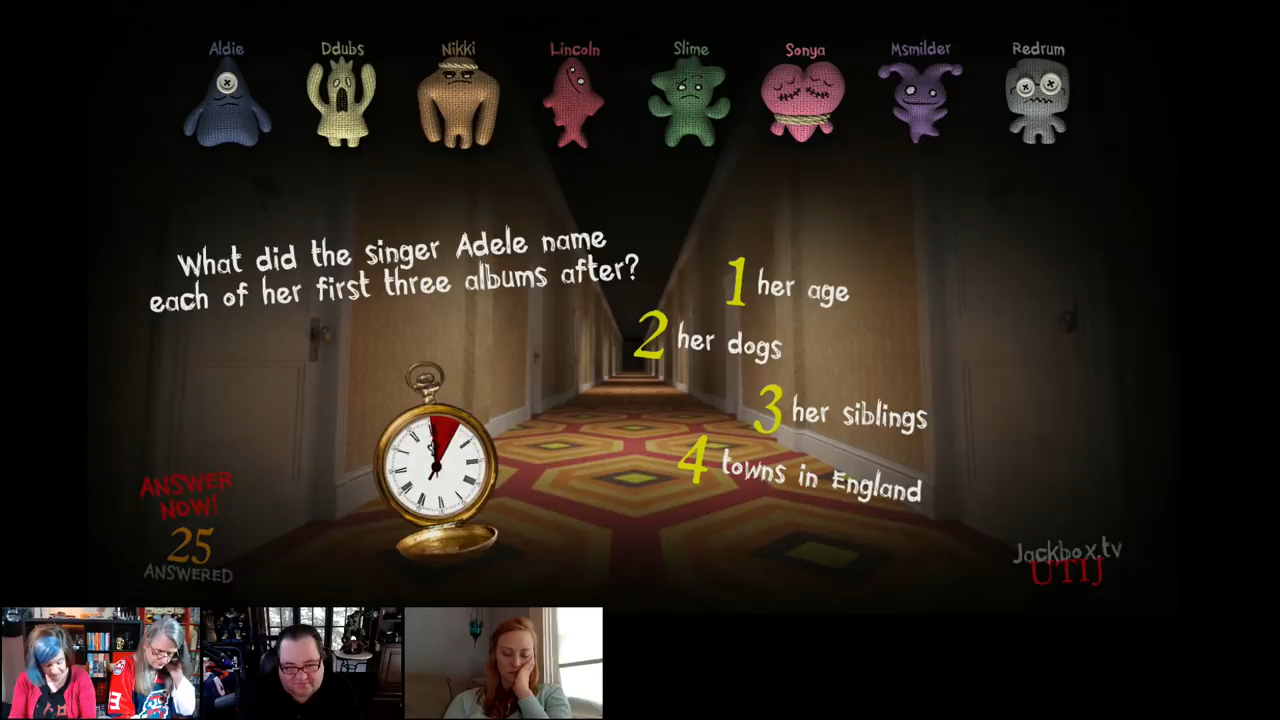 Aldie
Ddubs
Nikki
Lincoln
Slime
Sonya
Msmilder
Redrum
What did the singer Adele name
each of her first three albums after?
1 her age
2 her dogs
3 her siblings
4 towns in England
ANSWER
NOW!
25
ANSWERED
Jackbox.tv
UTIJ